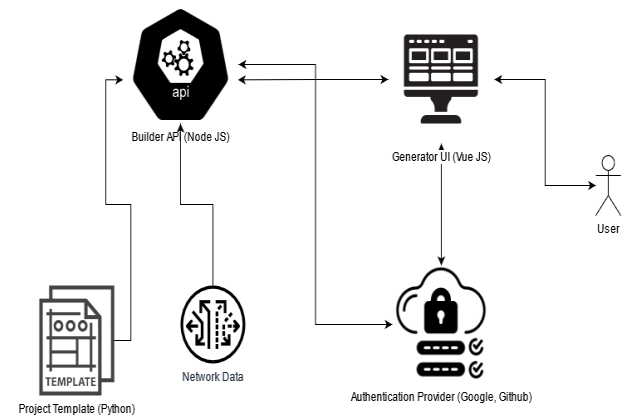 api
Builder API (Node JS)
Generator UI (Vue JS)
User
TEMPLATE
Network Data
Project Template (Python)
Authentication Provider (Google, Github)